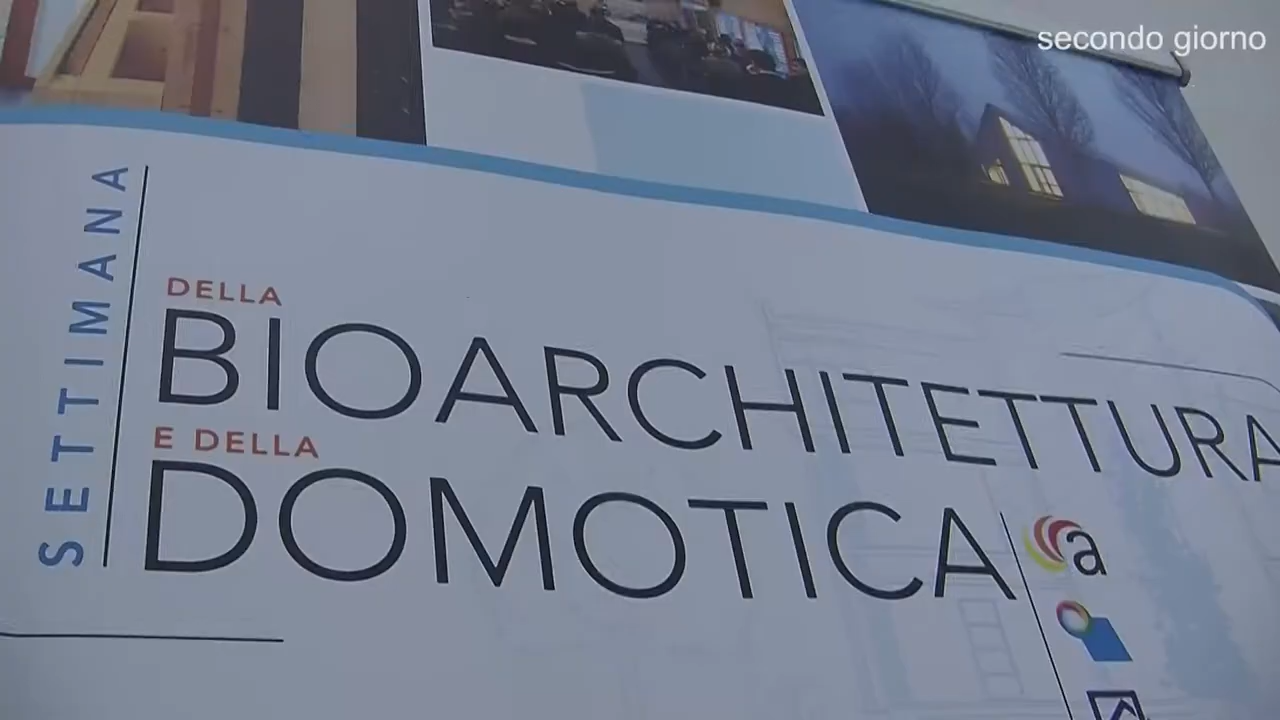 secondo giorno
SETTIMANA
DELLA
BIOARCHITETTURA
E DELLA
DOMOTICA
a